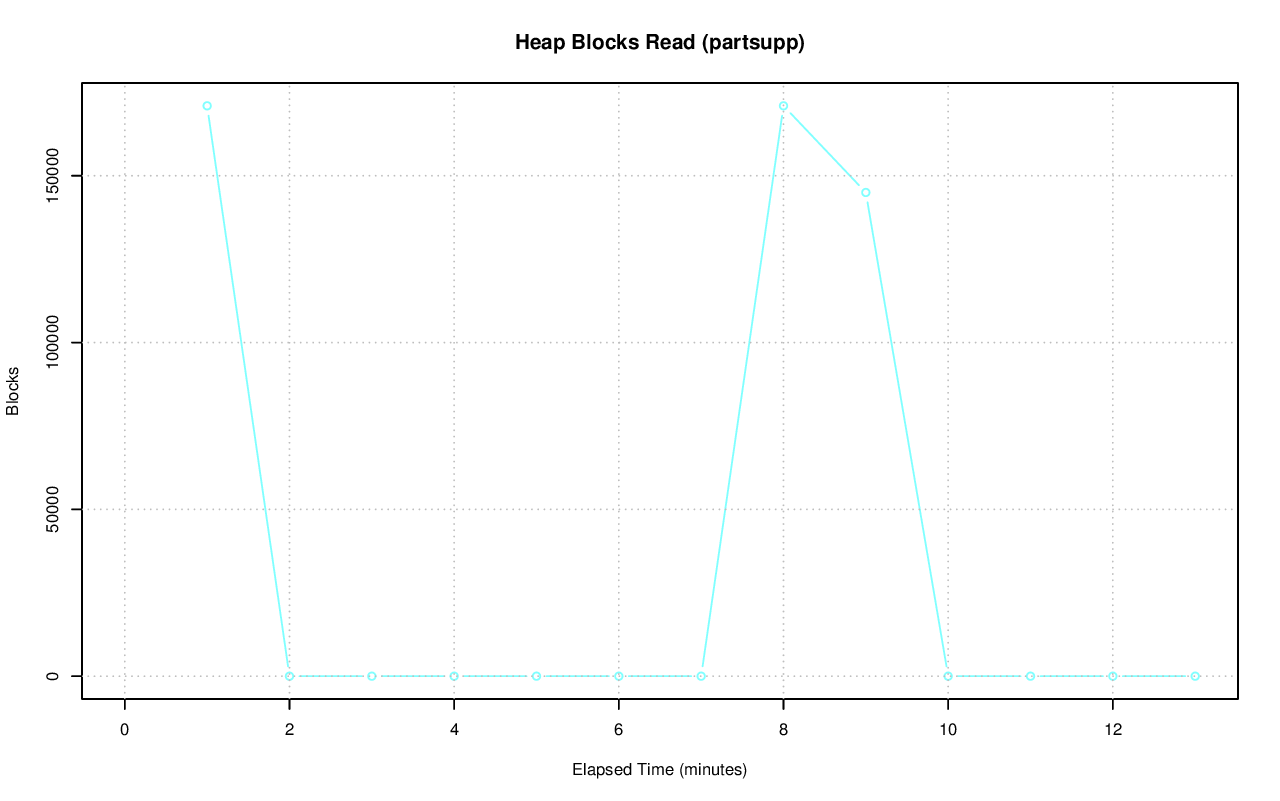 Heap Blocks Read (partsupp)
150000
100000
50000
0
Blocks
0 2 4 6 8 10 12
Elapsed Time (minutes)